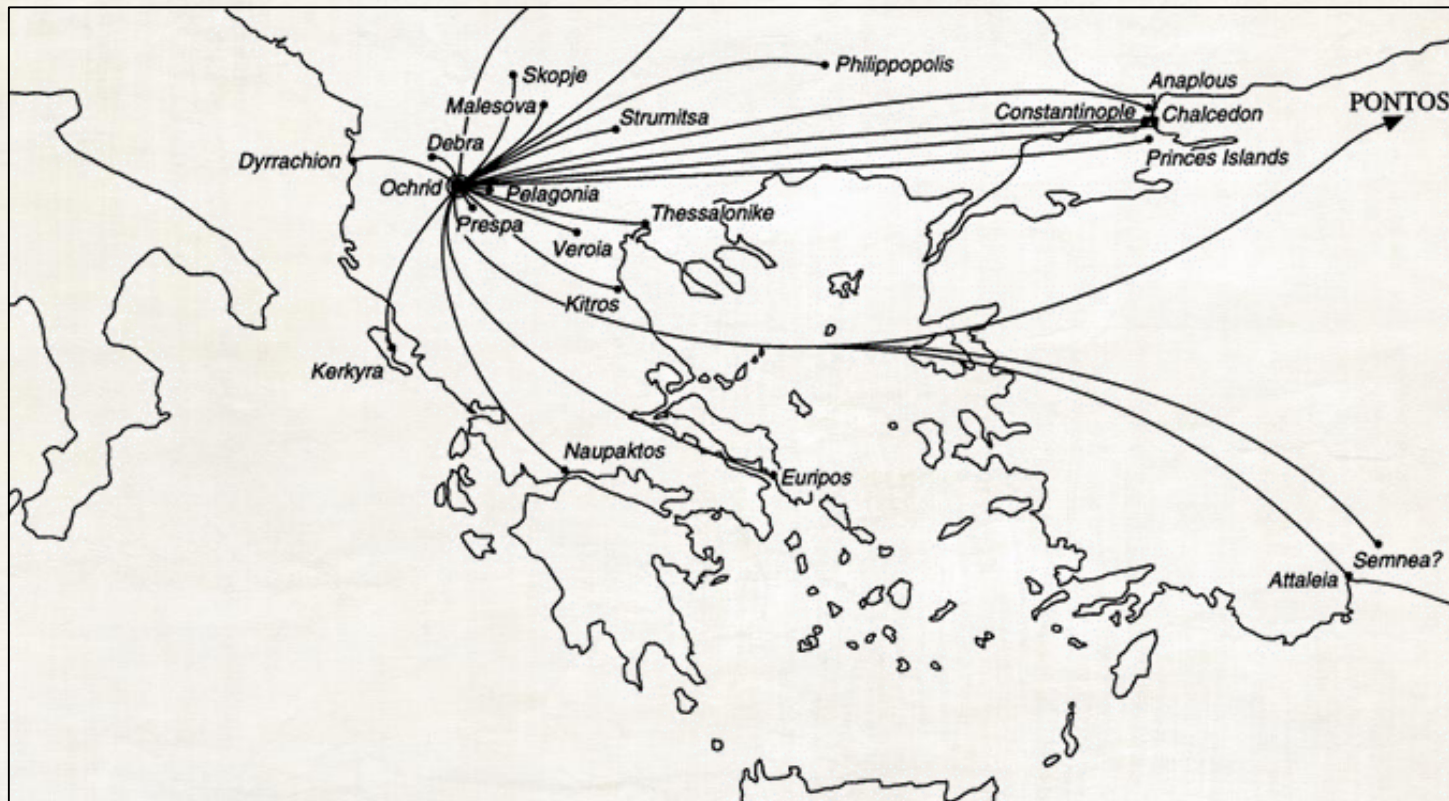 Skopje
Philippopolis
Anaplous
Malesova
Strumitsa
Constantinople
Chalcedon
PONTOS
Debra
Dyrrachion
Princes Islands
Ochrid
Pelagonia
Prespa
Thessalonike
Veroia
Kitros
Kerkyra
Naupaktos
Euripos
Semnea?
Attaleia